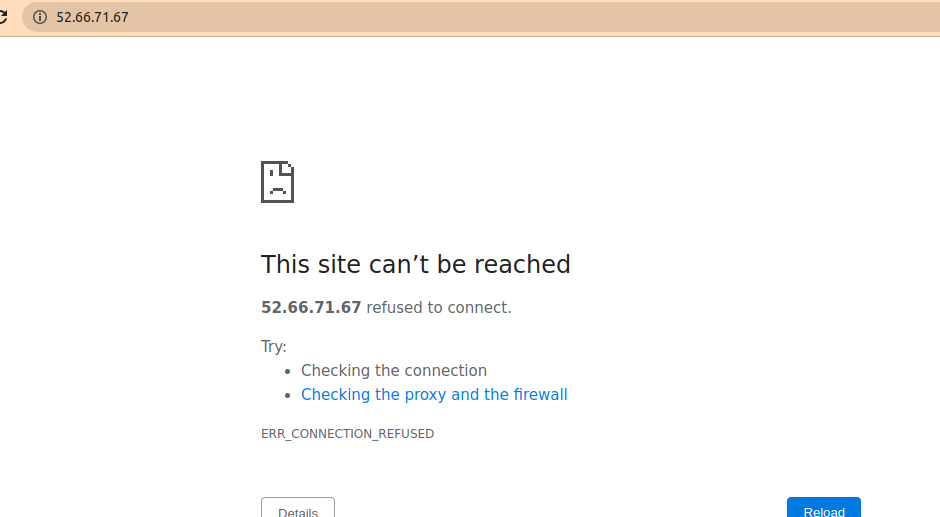 52.66.71.67
This site can’t be reached
52.66.71.67 refused to connect.
Try:
Checking the connection
Checking the proxy and the firewall
ERR_CONNECTION_REFUSED
Details
Reload